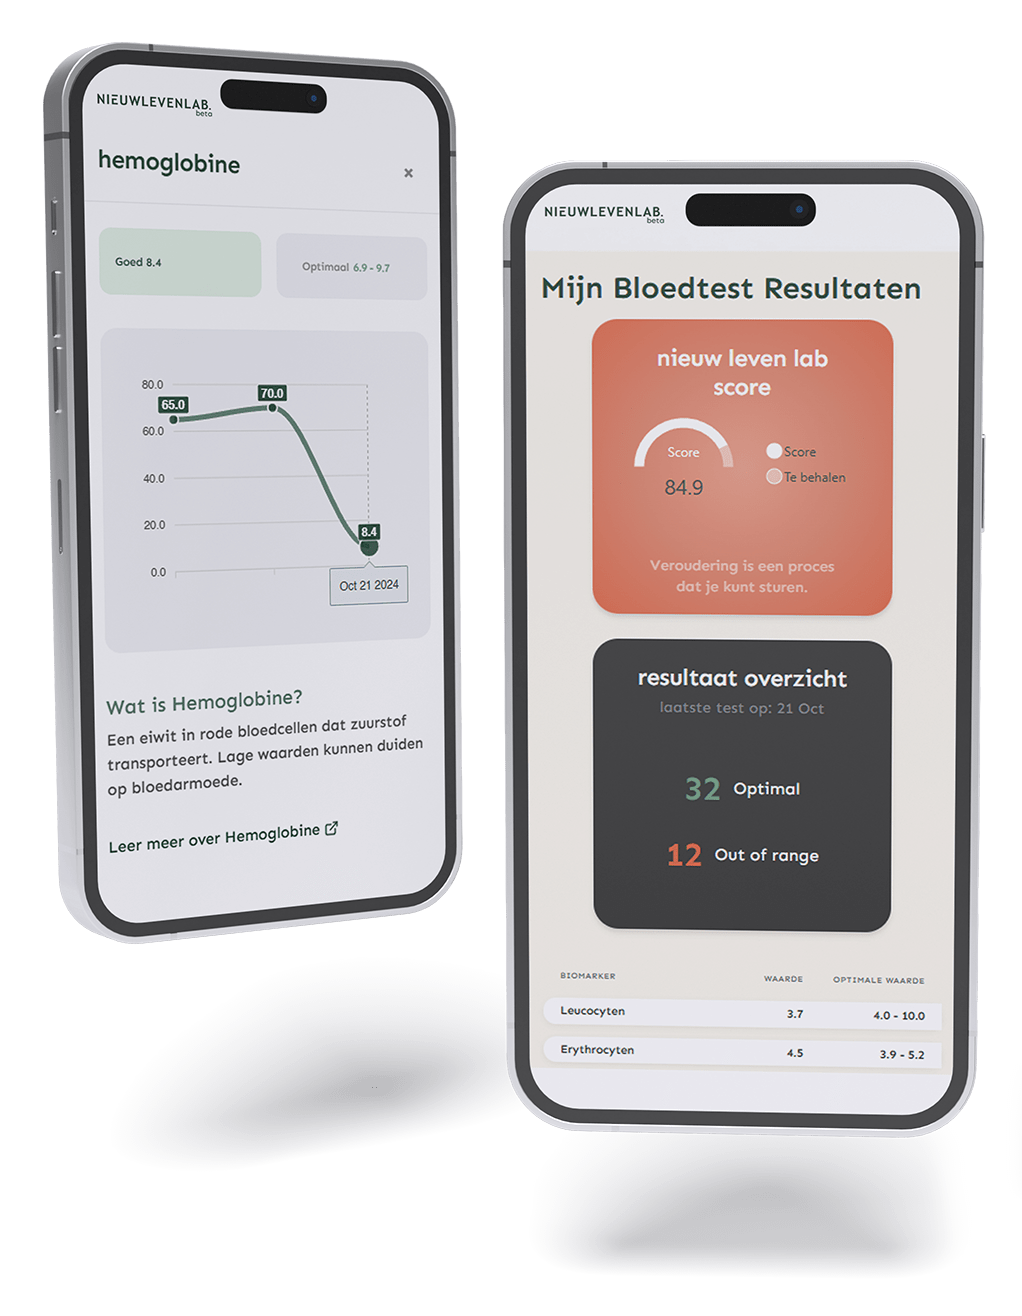 NIEUWLEVENLAB.
beta
hemoglobine
×
Goed 8.4
Optimaal 6.9 - 9.7
80.0
65.0
70.0
60.0
40.0
20.0
8.4
0.0
Oct 21 2024
Wat is Hemoglobine?
Een eiwit in rode bloedcellen dat zuurstof
transporteert. Lage waarden kunnen duiden
op bloedarmoede.
Leer meer over Hemoglobine
NIEUWLEVENLAB.
beta
Mijn Bloedtest Resultaten
nieuw leven lab
score
Score
84.9
Score
Te behalen
Veroudering is een proces
dat je kunt sturen.
resultaat overzicht
laatste test op: 21 Oct
32 Optimal
12 Out of range
BIOMARKER WAARDE OPTIMALE WAARDE
Leucocyten 3.7 4.0 - 10.0
Erythrocyten 4.5 3.9 - 5.2